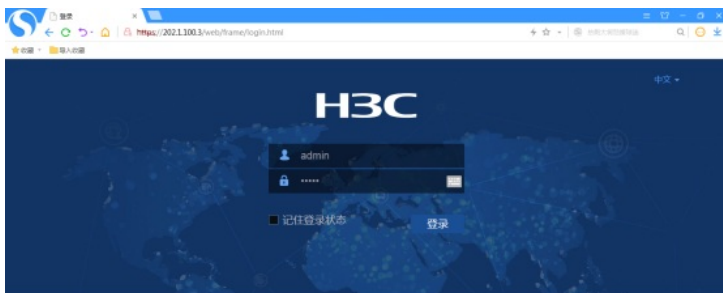 登录
https://202.1.100.3/web/frame/login.html
收藏
导入收藏
中文
H3C
admin
•••••
记住登录状态
登录